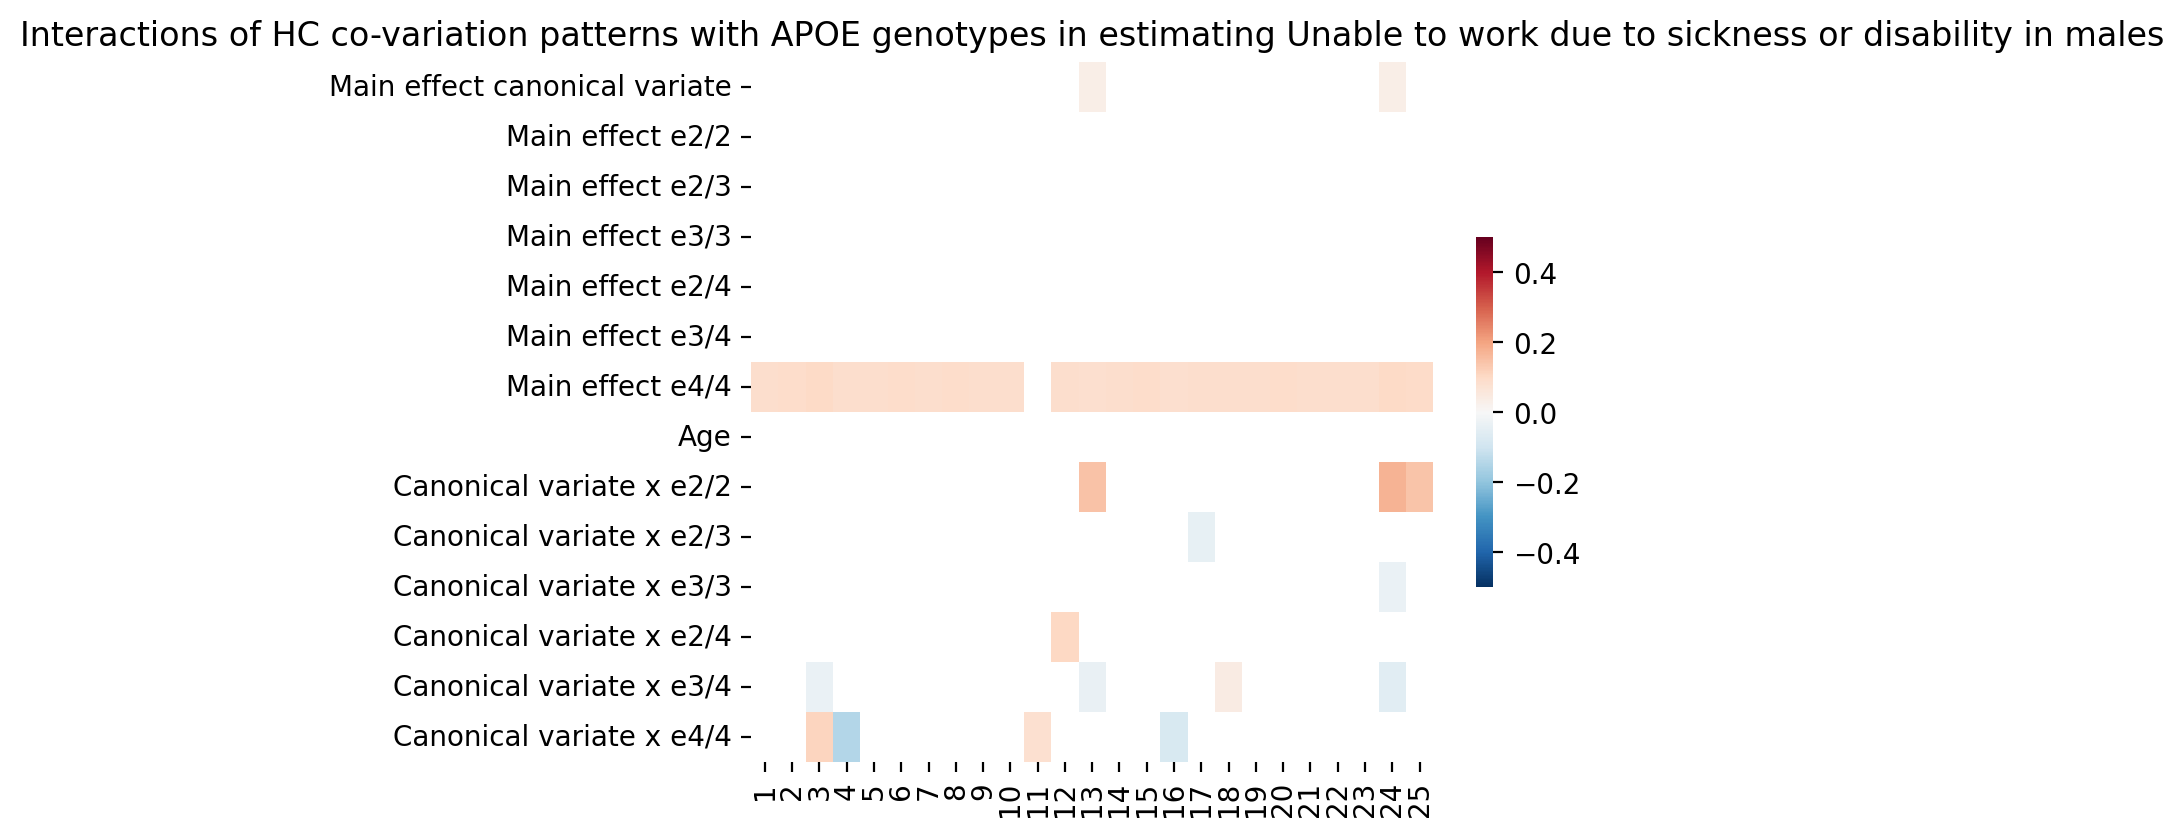 Interactions of HC co-variation patterns with APOE genotypes in estimating Unable to work due to sickness or disability in males
Main effect canonical variate
Main effect e2/2
Main effect e2/3
Main effect e3/3
Main effect e2/4
Main effect e3/4
Main effect e4/4
Age
Canonical variate x e2/2
Canonical variate x e2/3
Canonical variate x e3/3
Canonical variate x e2/4
Canonical variate x e3/4
Canonical variate x e4/4
1 2 3 4 5 6 7 8 9 10 11 12 13 14 15 16 17 18 19 20 21 22 23 24 25
0.4
0.2
0.0
−0.2
−0.4